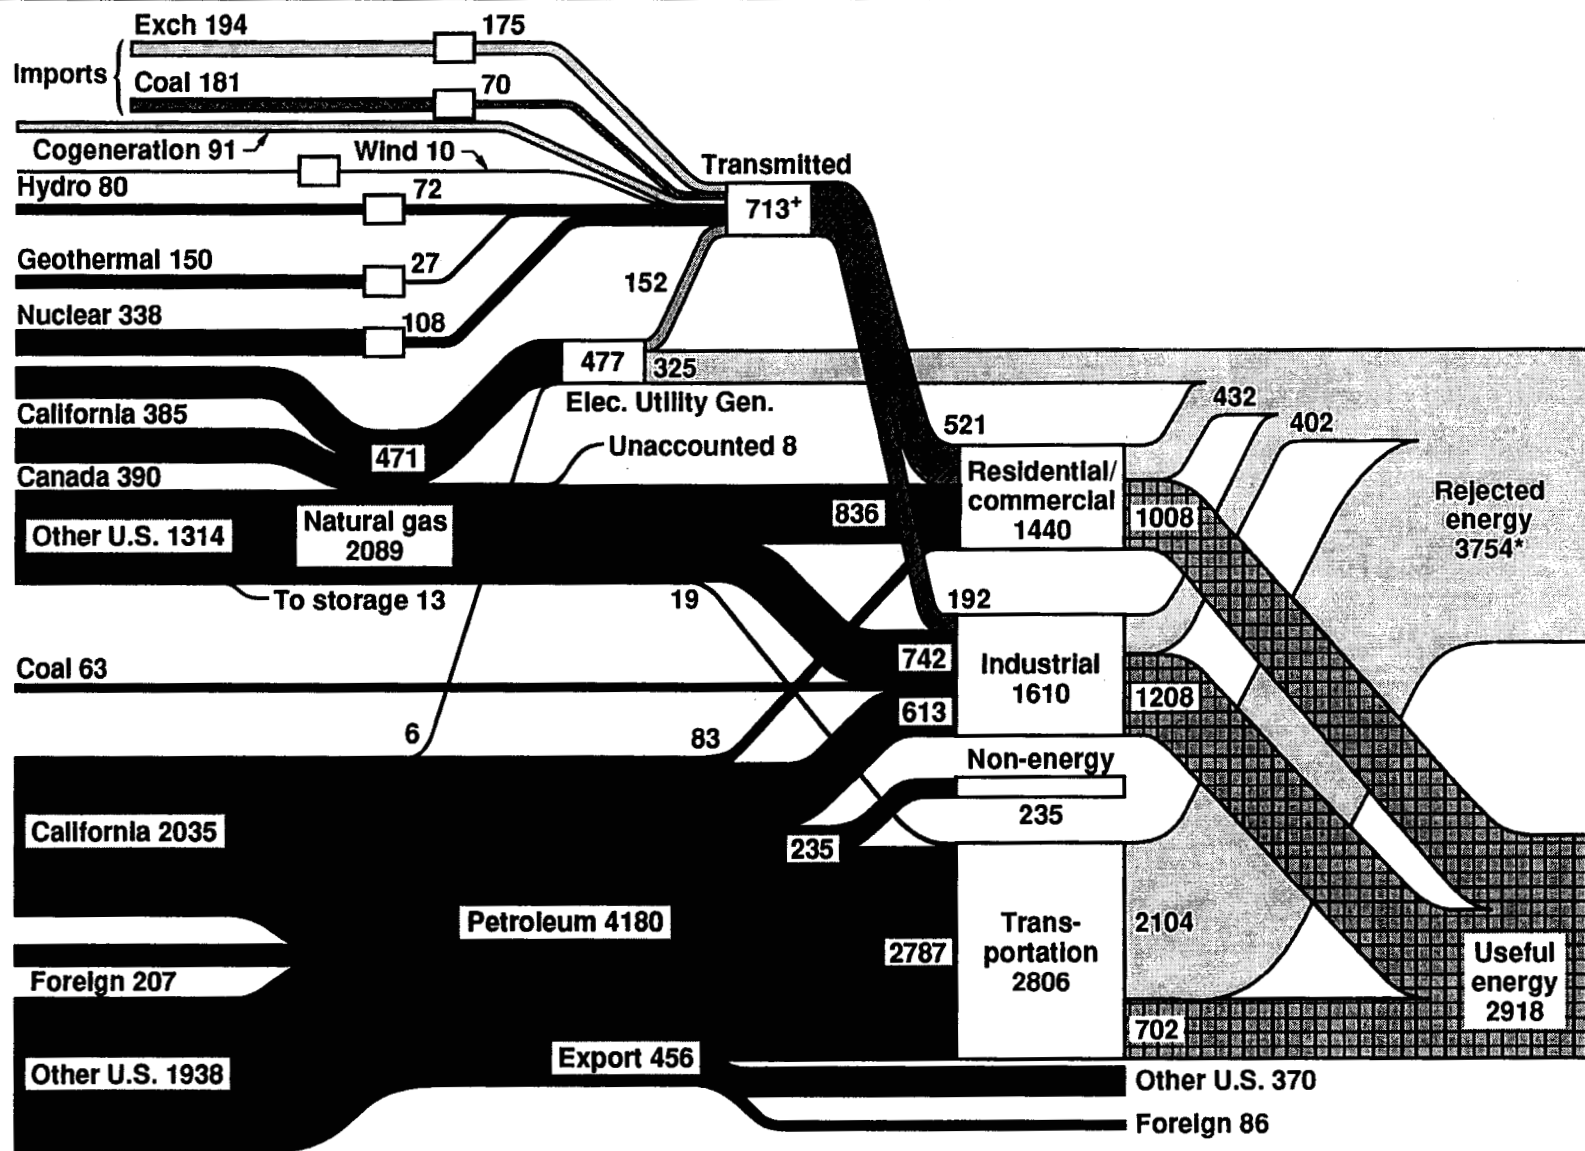 Exch 194
175
Imports
Coal 181
70
Cogeneration 91
Wind 10
Transmitted
Hydro 80
72
713+
Geothermal 150
27
152
Nuclear 338
108
477
325
Elec. Utility Gen.
California 385
521
432
402
Unaccounted 8
471
Canada 390
Residential/
commercial
1440
Rejected
energy
3754*
Other U.S. 1314
Natural gas
2089
836
1008
To storage 13
19
192
Coal 63
742
Industrial
1610
1208
613
6
83
Non-energy
235
California 2035
235
Petroleum 4180
2787
Trans-
portation
2806
2104
Foreign 207
Useful
energy
2918
702
Export 456
Other U.S. 1938
Other U.S. 370
Foreign 86